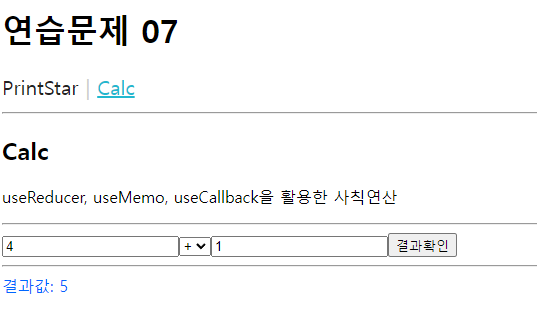 연습문제 07
PrintStar | Calc
Calc
useReducer, useMemo, useCallback을 활용한 사칙연산
4 + 1 결과확인
결과값: 5